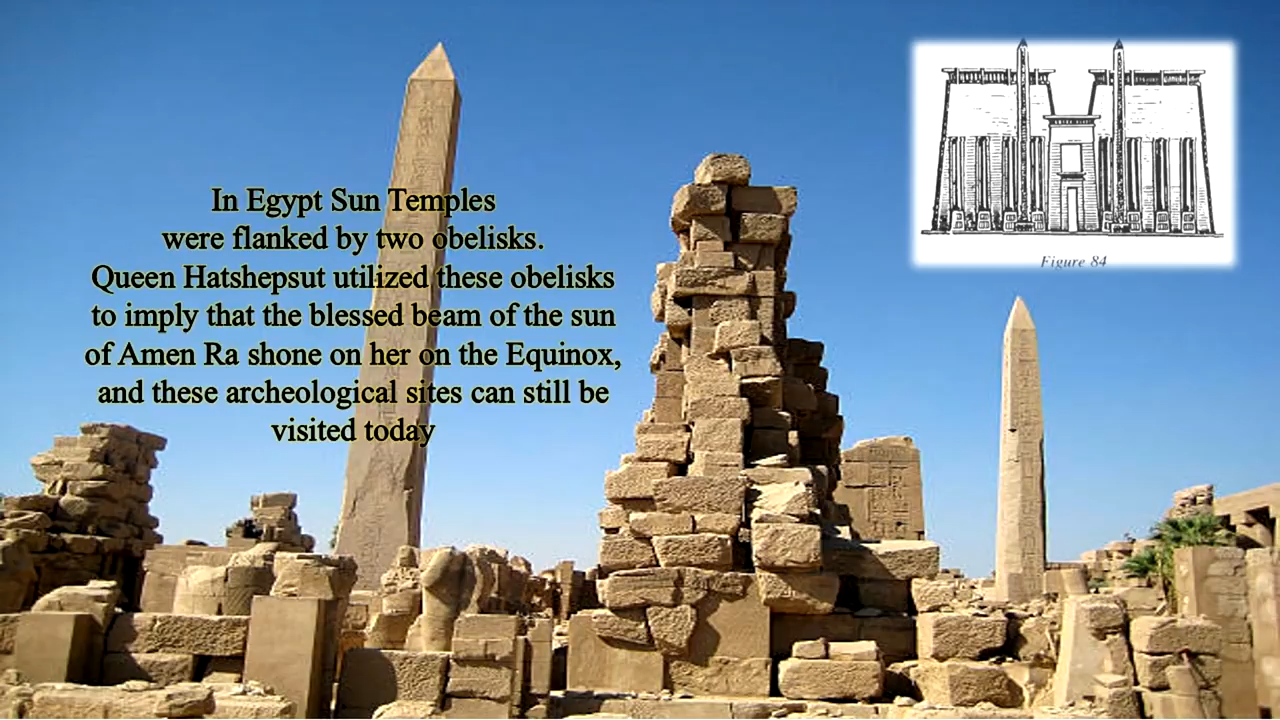 In Egypt Sun Temples
were flanked by two obelisks.
Queen Hatshepsut utilized these obelisks
to imply that the blessed beam of the sun
of Amen Ra shone on her on the Equinox,
and these archeological sites can still be
visited today
Figure 84